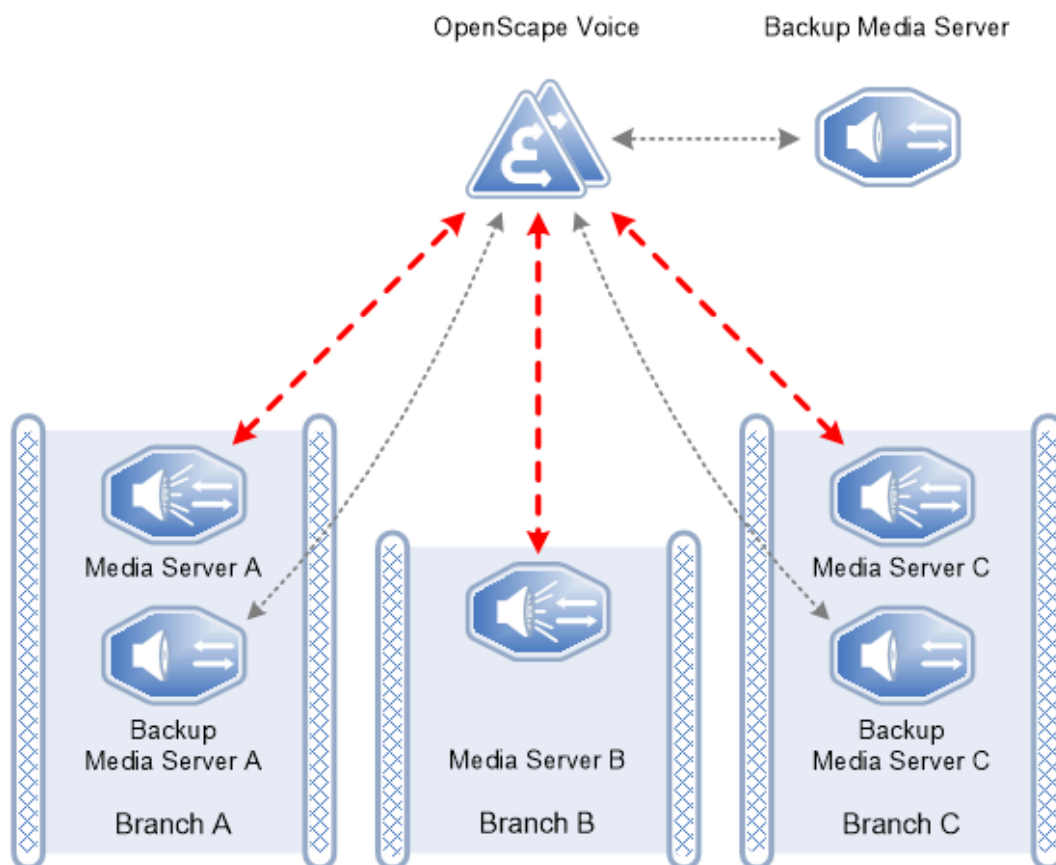 OpenScape Voice
Backup Media Server
Media Server A
Backup
Media Server A
Branch A
Media Server B
Branch B
Media Server C
Backup
Media Server C
Branch C